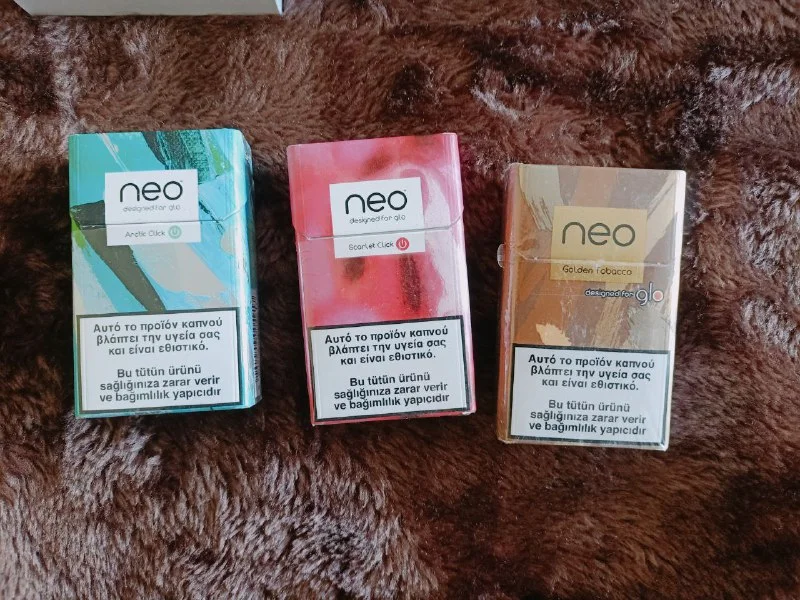 neo
designed for glo
Arctic Click
Αυτό το προϊόν καπνού
βλάπτει την υγεία σας
και είναι εθιστικό.
Bu tütün ürünü
sağlığınıza zarar verir
ve bağımlılık yapıcıdır
neo
designed for glo
Scarlet Click
Αυτό το προϊόν καπνού
βλάπτει την υγεία σας
και είναι εθιστικό.
Bu tütün ürünü
sağlığınıza zarar verir
ve bağımlılık yapıcıdır
neo
Golden Tobacco
designed for glo
Αυτό το προϊόν καπνού
βλάπτει την υγεία σας
και είναι εθιστικό.
Bu tütün ürünü
sağlığınıza zarar verir
ve bağımlılık yapıcıdır